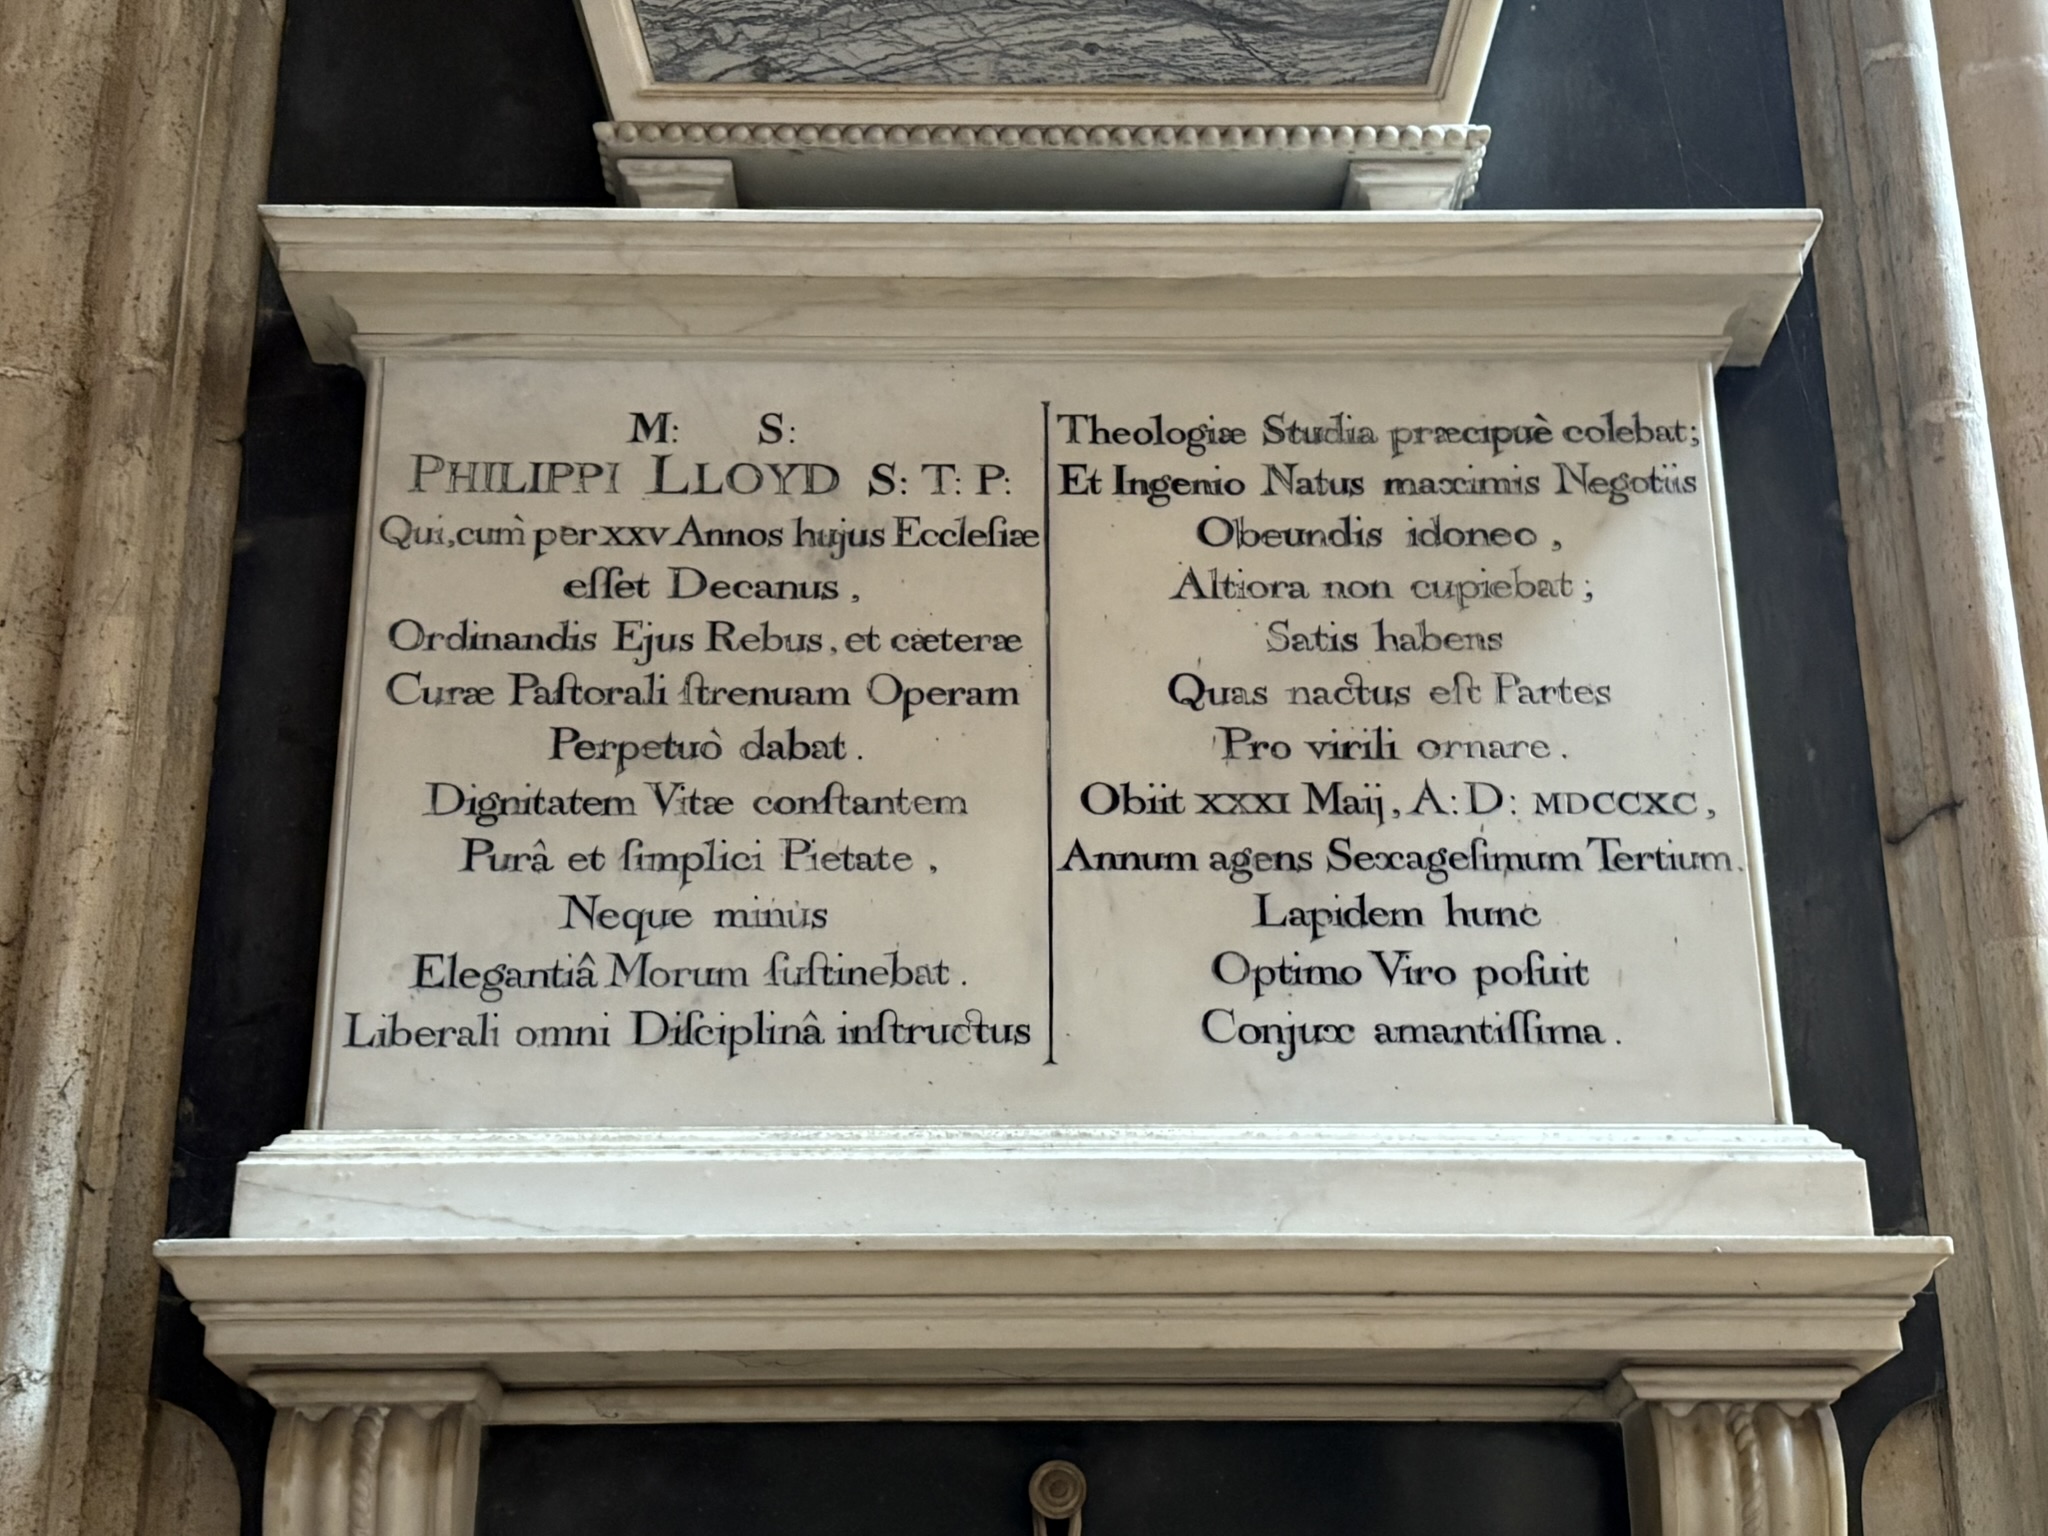 M: S:
PHILIPPI LLOYD S: T: P:
Qui, cum̀ per XXV Annos hujus Eccleſiæ
eſſet Decanus,
Ordinandis Ejus Rebus, et cæteræ
Curæ Paſtorali ſtrenuam Operam
Perpetuò dabat.
Dignitatem Vitæ conſtantem
Purâ et ſimplici Pietate,
Neque minùs
Elegantiâ Morum ſuſtinebat.
Liberali omni Diſciplinâ inſtructus
Theologiæ Studia præcipuè colebat;
Et Ingenio Natus maximis Negotiis
Obeundis idoneo,
Altiora non cupiebat;
Satis habens
Quas nactus eſt Partes
Pro virili ornare.
Obiit XXXI Maij, A: D: MDCCXC,
Annum agens Sexageſimum Tertium.
Lapidem hunc
Optimo Viro poſuit
Conjux amantiſſima.